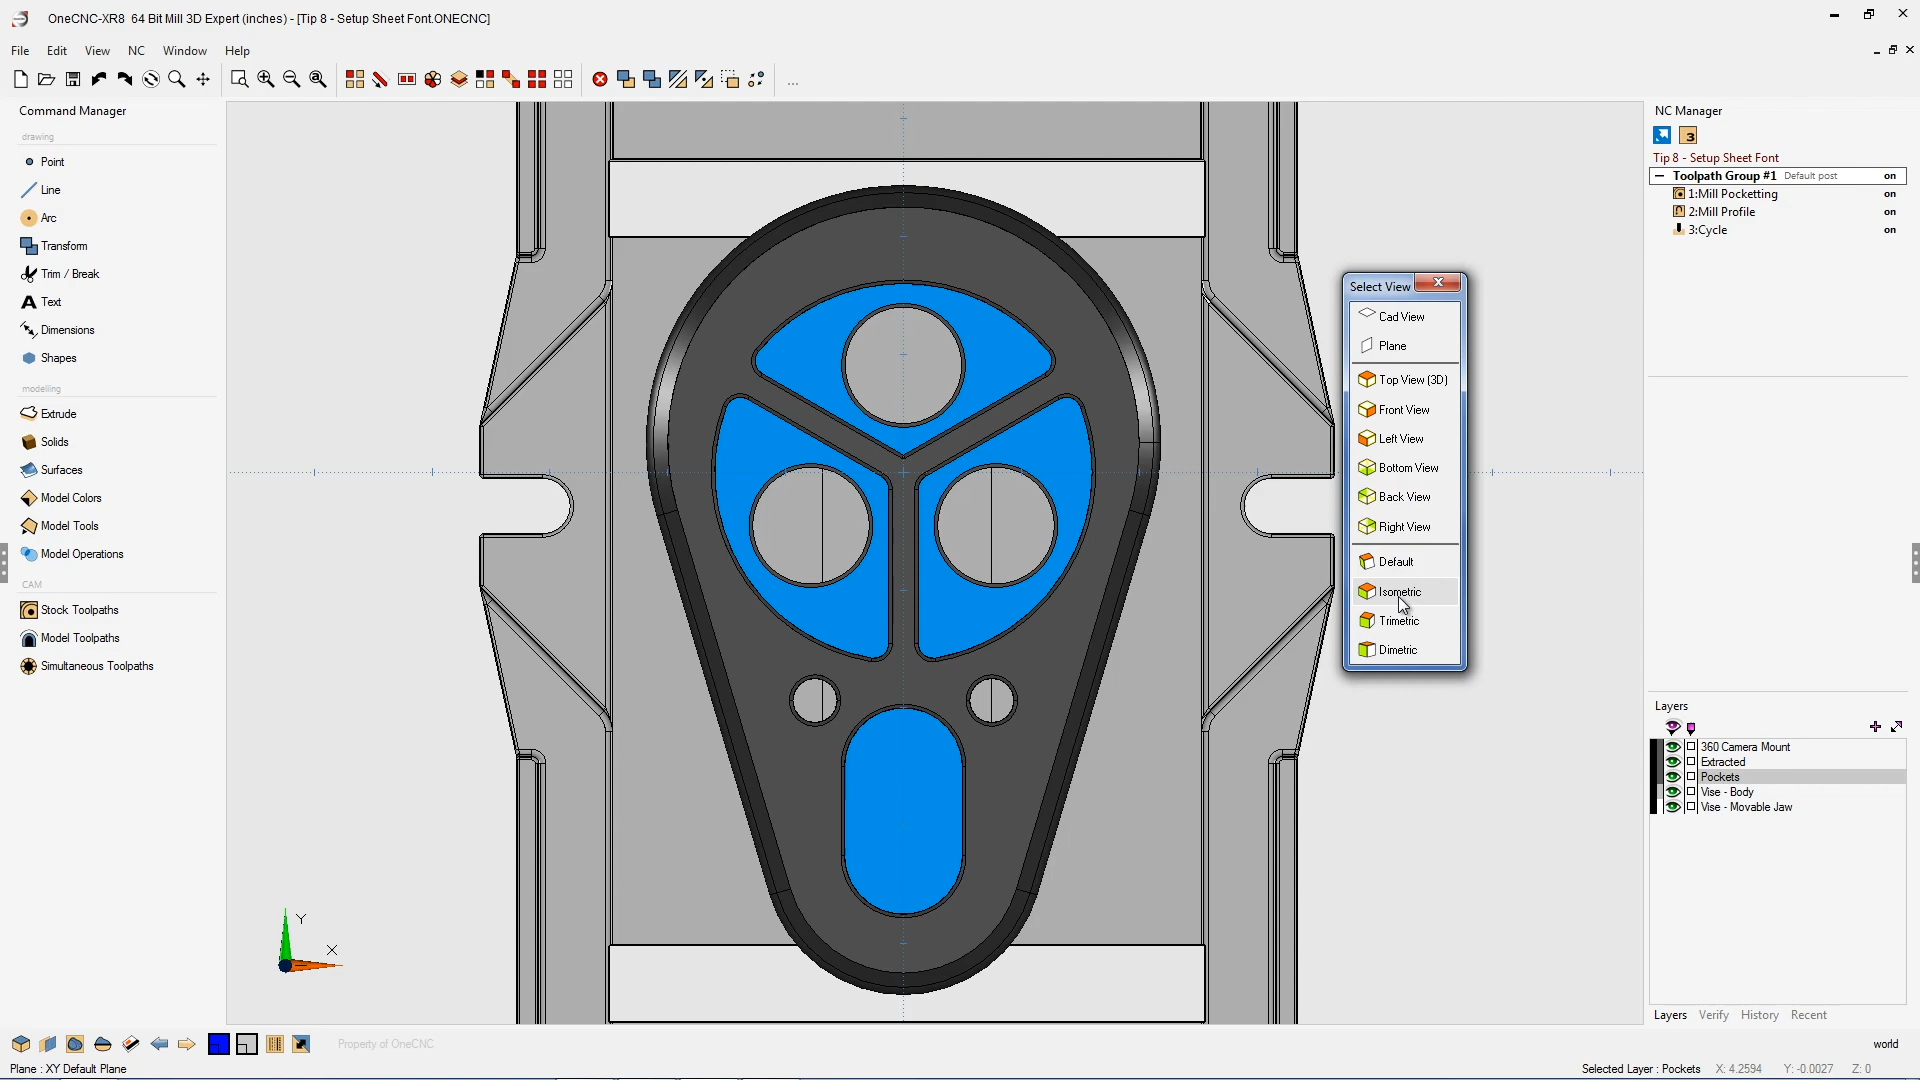 OneCNC-XR8 64 Bit Mill 3D Expert (inches) - [Tip 8 - Setup Sheet Font.ONECNC]
File Edit View NC Window Help
...
Command Manager
drawing
Point
Line
Arc
Transform
Trim / Break
Text
Dimensions
Shapes
modelling
Extrude
Solids
Surfaces
Model Colors
Model Tools
Model Operations
CAM
Stock Toolpaths
Model Toolpaths
Simultaneous Toolpaths
Y
X
Select View
Cad View
Plane
Top View (3D)
Front View
Left View
Bottom View
Back View
Right View
Default
Isometric
Trimetric
Dimetric
NC Manager
3
Tip 8 - Setup Sheet Font
Toolpath Group #1 Default post on
1:Mill Pocketting on
2:Mill Profile on
3:Cycle on
Layers
360 Camera Mount
Extracted
Pockets
Vise - Body
Vise - Movable Jaw
Layers Verify History Recent
Property of OneCNC
world
Plane : XY Default Plane
Selected Layer : Pockets X: 4.2594 Y: -0.0027 Z: 0